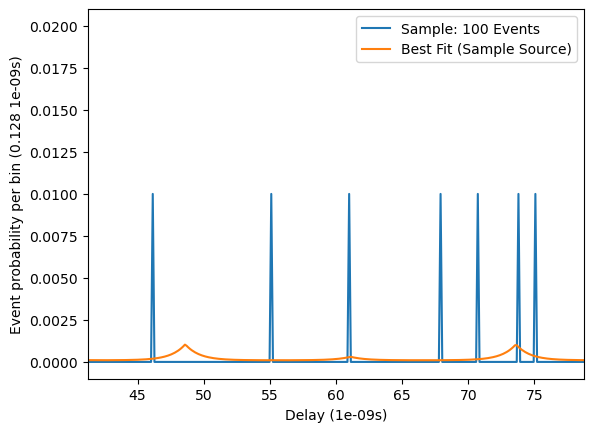 Sample: 100 Events
Best Fit (Sample Source)
Event probability per bin (0.128 1e-09s)
0.0200
0.0175
0.0150
0.0125
0.0100
0.0075
0.0050
0.0025
0.0000
45 50 55 60 65 70 75
Delay (1e-09s)